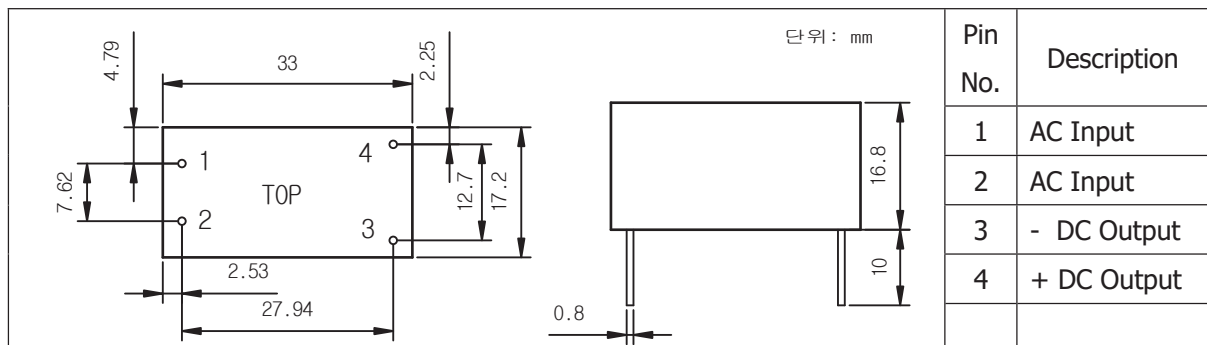 4.79
33
2.25
단위: mm
1
4
TOP
7.62
12.7
17.2
2
3
2.53
27.94
16.8
10
0.8
Pin No. Description
1 AC Input
2 AC Input
3 - DC Output
4 + DC Output